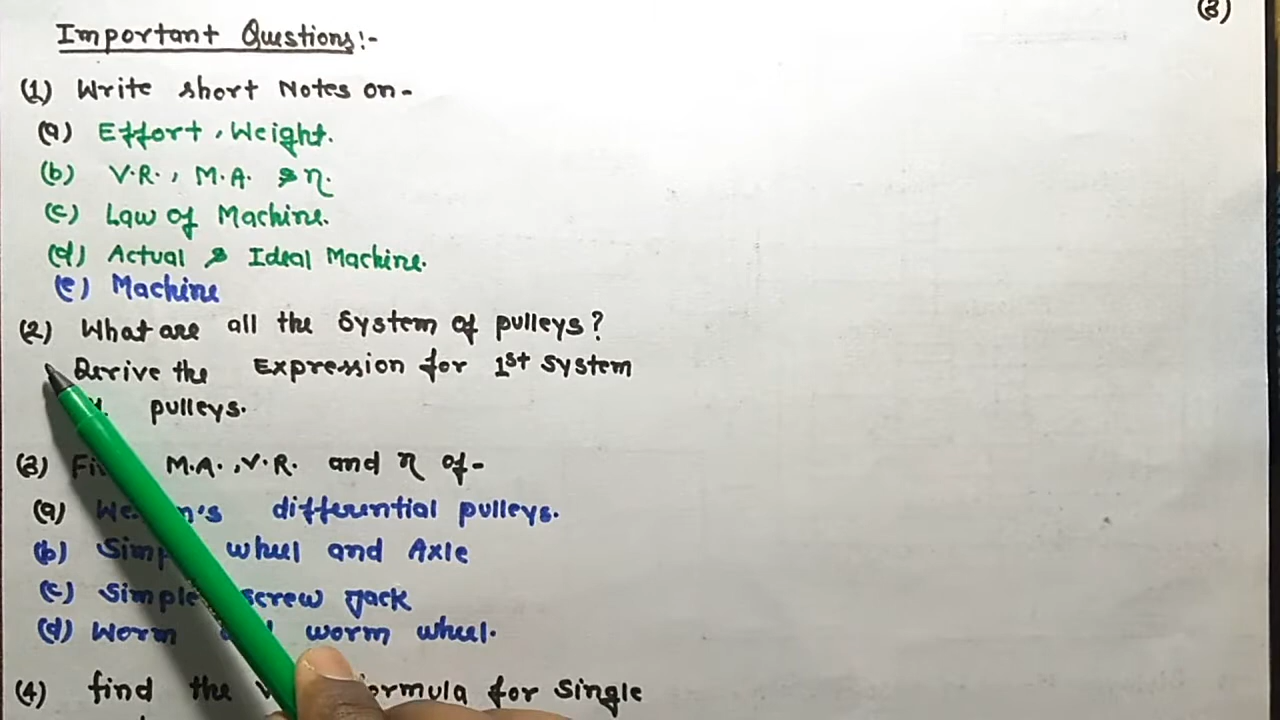 (3)
Important Questions:-
(1) Write short Notes on-
(a) Effort, Weight.
(b) V.R., M.A. & η.
(c) Law of Machine.
(d) Actual & Ideal Machine.
(e) Machine
(2) What are all the System of pulleys?
Derive the Expression for 1st System
pulleys.
(3) M.A., V.R. and η of-
(a) differential pulleys.
(b) wheel and Axle
(c) Simple screw Jack
(d) Worm worm wheel.
(4) find the for Single